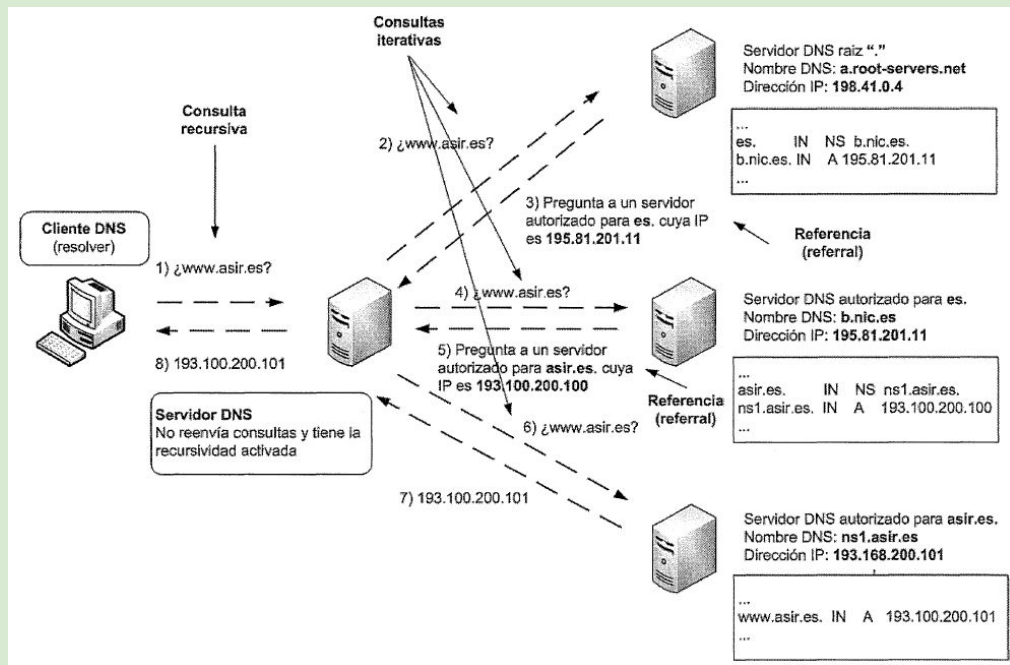 Consultas
iterativas
Servidor DNS raiz "."
Nombre DNS: a.root-servers.net
Dirección IP: 198.41.0.4
...
es. IN NS b.nic.es.
b.nic.es. IN A 195.81.201.11
...
Consulta
recursiva
2) ¿www.asir.es?
3) Pregunta a un servidor
autorizado para es. cuya IP
es 195.81.201.11
Referencia
(referral)
Cliente DNS
(resolver)
1) ¿www.asir.es?
4) ¿www.asir.es?
Servidor DNS autorizado para es.
Nombre DNS: b.nic.es
Dirección IP: 195.81.201.11
8) 193.100.200.101
5) Pregunta a un servidor
autorizado para asir.es. cuya
IP es 193.100.200.100
...
asir.es. IN NS ns1.asir.es.
ns1.asir.es. IN A 193.100.200.100
...
Referencia
(referral)
Servidor DNS
No reenvía consultas y tiene la
recursividad activada
6) ¿www.asir.es?
7) 193.100.200.101
Servidor DNS autorizado para asir.es.
Nombre DNS: ns1.asir.es
Dirección IP: 193.168.200.101
...
www.asir.es. IN A 193.100.200.101
...